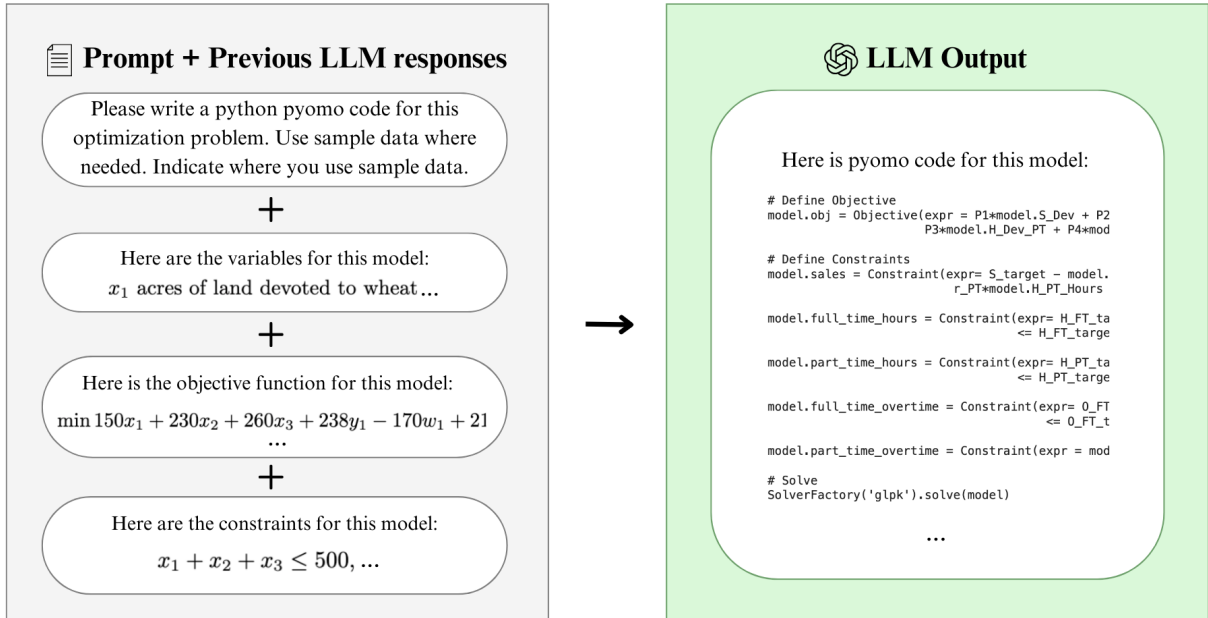 Prompt + Previous LLM responses
Please write a python pyomo code for this
optimization problem. Use sample data where
needed. Indicate where you use sample data.
+
Here are the variables for this model:
x₁ acres of land devoted to wheat...
+
Here is the objective function for this model:
min 150x₁ + 230x₂ + 260x₃ + 238y₁ − 170w₁ + 21
...
+
Here are the constraints for this model:
x₁ + x₂ + x₃ ≤ 500, ...
LLM Output
Here is pyomo code for this model:
# Define Objective
model.obj = Objective(expr = P1*model.S_Dev + P2
P3*model.H_Dev_PT + P4*mod
# Define Constraints
model.sales = Constraint(expr= S_target - model.
r_PT*model.H_PT_Hours
model.full_time_hours = Constraint(expr= H_FT_ta
<= H_FT_targe
model.part_time_hours = Constraint(expr= H_PT_ta
<= H_PT_targe
model.full_time_overtime = Constraint(expr= O_FT
<= O_FT_t
model.part_time_overtime = Constraint(expr = mod
# Solve
SolverFactory('glpk').solve(model)
...